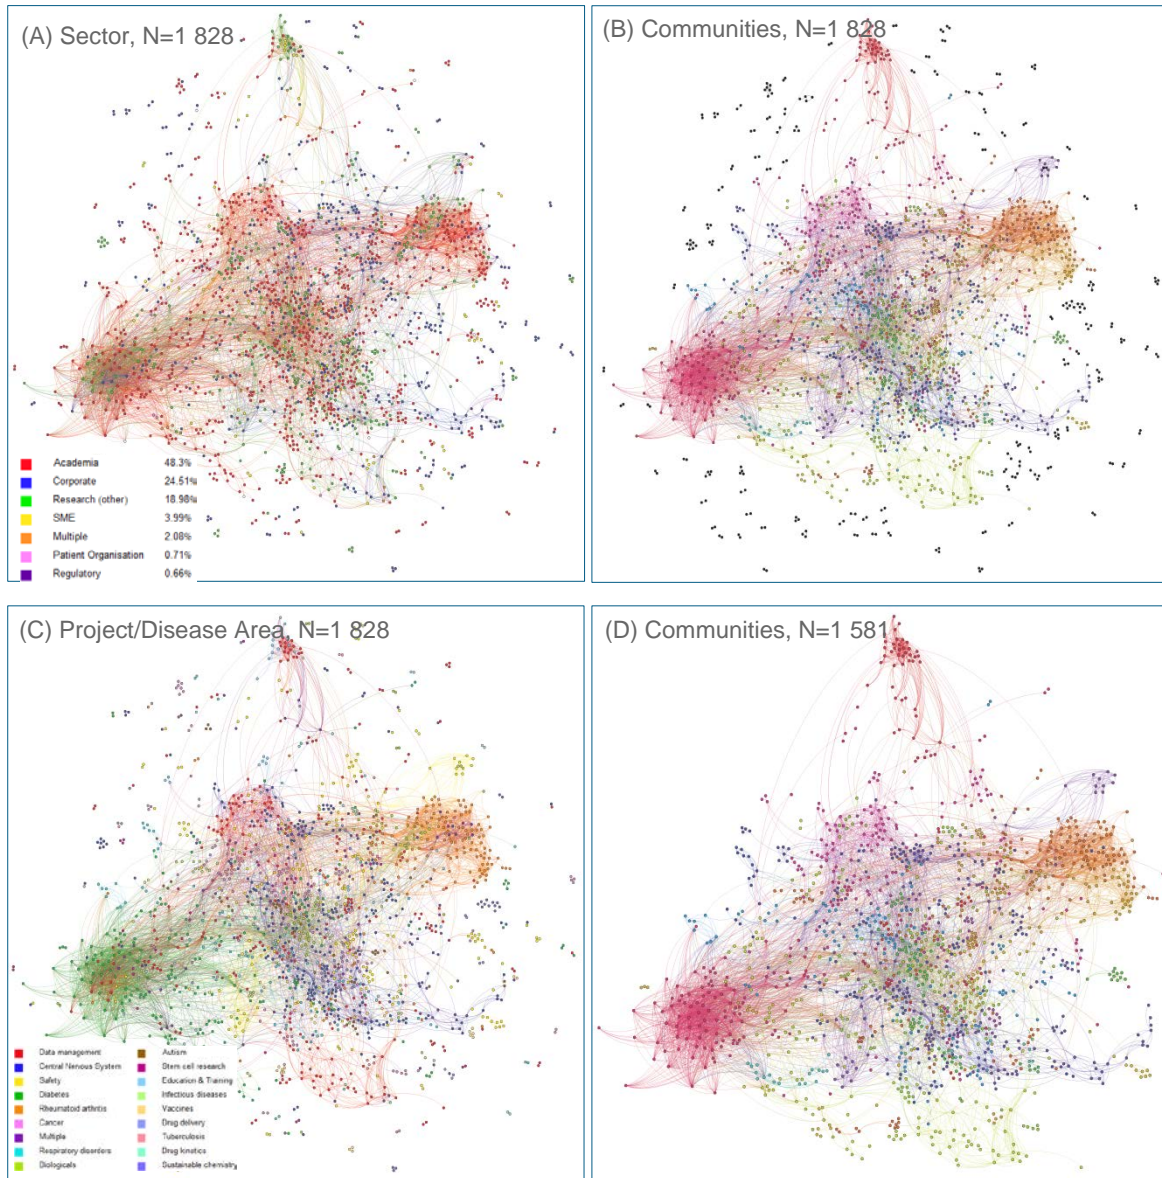 (A) Sector, N=1 828
(B) Communities, N=1 828
Academia 48.3%
Corporate 24.51%
Research (other) 18.98%
SME 3.99%
Multiple 2.08%
Patient Organisation 0.71%
Regulatory 0.66%
(C) Project/Disease Area, N=1 828
(D) Communities, N=1 581
Data management
Central Nervous System
Safety
Diabetes
Rheumatoid arthritis
Cancer
Multiple
Respiratory disorders
Biologicals
Autism
Stem cell research
Education & Training
Infectious diseases
Vaccines
Drug delivery
Tuberculosis
Drug kinetics
Sustainable chemistry